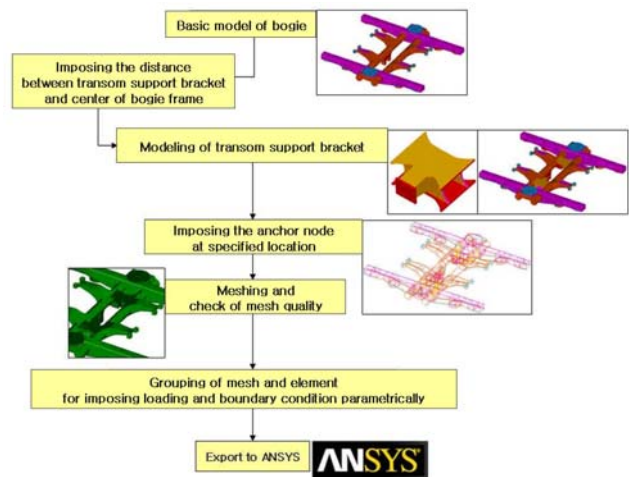 Basic model of bogie
Imposing the distance
between transom support bracket
and center of bogie frame
Modeling of transom support bracket
Imposing the anchor node
at specified location
Meshing and
check of mesh quality
Grouping of mesh and element
for imposing loading and boundary condition parametrically
Export to ANSYS
ANSYS®